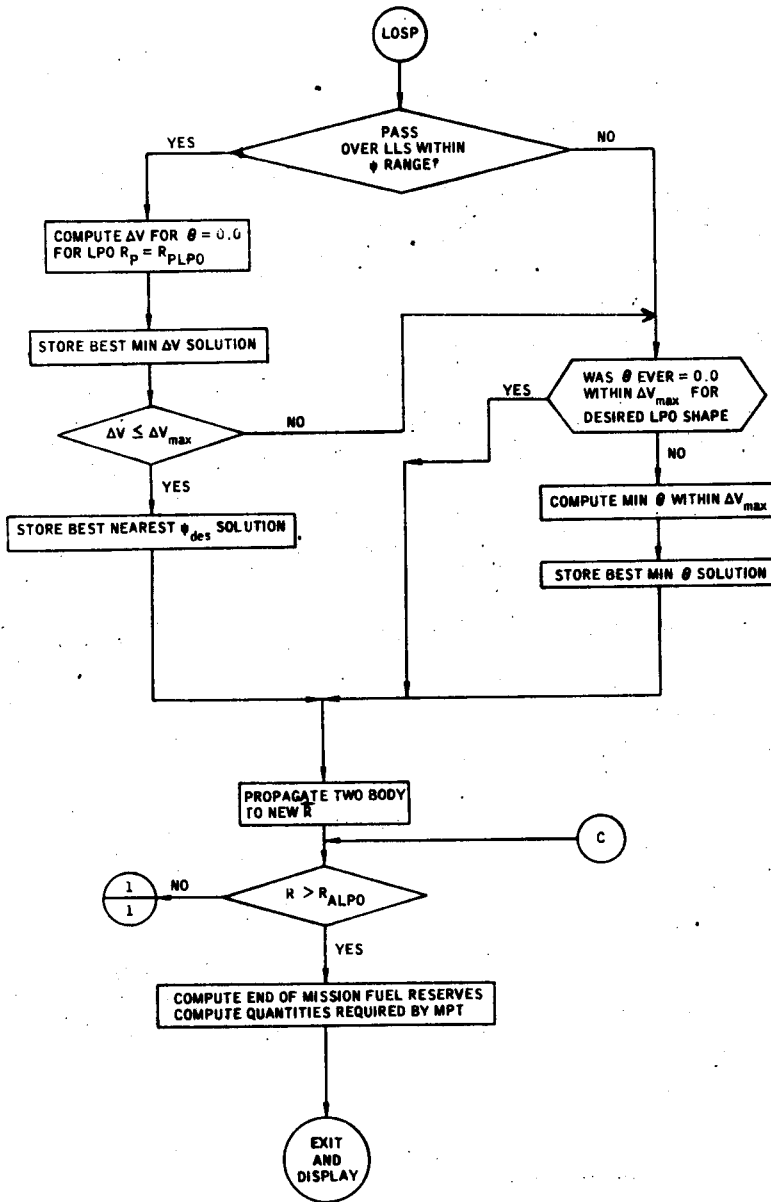 LOSP
PASS
OVER LLS WITHIN
ψ RANGE?
YES
NO
COMPUTE ΔV FOR θ = 0.0
FOR LPO R_P = R_PLPO
STORE BEST MIN ΔV SOLUTION
WAS θ EVER = 0.0
WITHIN ΔV_max FOR
DESIRED LPO SHAPE
YES
ΔV ≤ ΔV_max
NO
NO
YES
COMPUTE MIN θ WITHIN ΔV_max
STORE BEST NEAREST ψ_des SOLUTION
STORE BEST MIN θ SOLUTION
PROPAGATE TWO BODY
TO NEW R̄
C
1
1
NO
R > R_ALPO
YES
COMPUTE END OF MISSION FUEL RESERVES
COMPUTE QUANTITIES REQUIRED BY MPT
EXIT
AND
DISPLAY